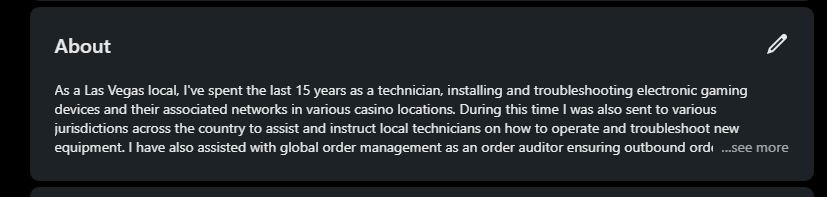 About
As a Las Vegas local, I've spent the last 15 years as a technician, installing and troubleshooting electronic gaming
devices and their associated networks in various casino locations. During this time I was also sent to various
jurisdictions across the country to assist and instruct local technicians on how to operate and troubleshoot new
equipment. I have also assisted with global order management as an order auditor ensuring outbound ...see more